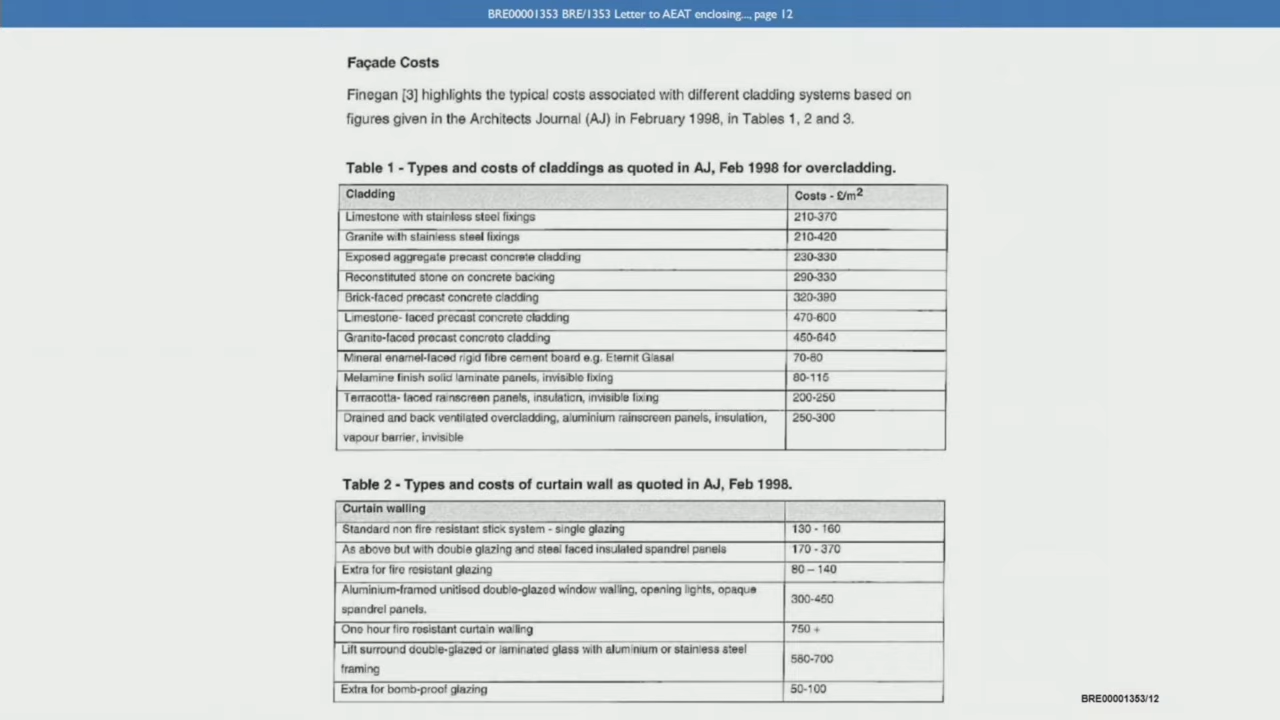 BRE00001353 BRE/1353 Letter to AEAT enclosing..., page 12
Façade Costs
Finegan [3] highlights the typical costs associated with different cladding systems based on
figures given in the Architects Journal (AJ) in February 1998, in Tables 1, 2 and 3.
Table 1 - Types and costs of claddings as quoted in AJ, Feb 1998 for overcladding.
Cladding Costs - £/m²
Limestone with stainless steel fixings 210-370
Granite with stainless steel fixings 210-420
Exposed aggregate precast concrete cladding 230-330
Reconstituted stone on concrete backing 290-330
Brick-faced precast concrete cladding 320-390
Limestone- faced precast concrete cladding 470-600
Granite-faced precast concrete cladding 450-640
Mineral enamel-faced rigid fibre cement board e.g. Eternit Glasal 70-80
Melamine finish solid laminate panels, invisible fixing 80-115
Terracotta- faced rainscreen panels, insulation, invisible fixing 200-250
Drained and back ventilated overcladding, aluminium rainscreen panels, insulation, 250-300
vapour barrier, invisible
Table 2 - Types and costs of curtain wall as quoted in AJ, Feb 1998.
Curtain walling
Standard non fire resistant stick system - single glazing 130 - 160
As above but with double glazing and steel faced insulated spandrel panels 170 - 370
Extra for fire resistant glazing 80 – 140
Aluminium-framed unitised double-glazed window walling, opening lights, opaque 300-450
spandrel panels.
One hour fire resistant curtain walling 750 +
Lift surround double-glazed or laminated glass with aluminium or stainless steel 580-700
framing
Extra for bomb-proof glazing 50-100
BRE00001353/12